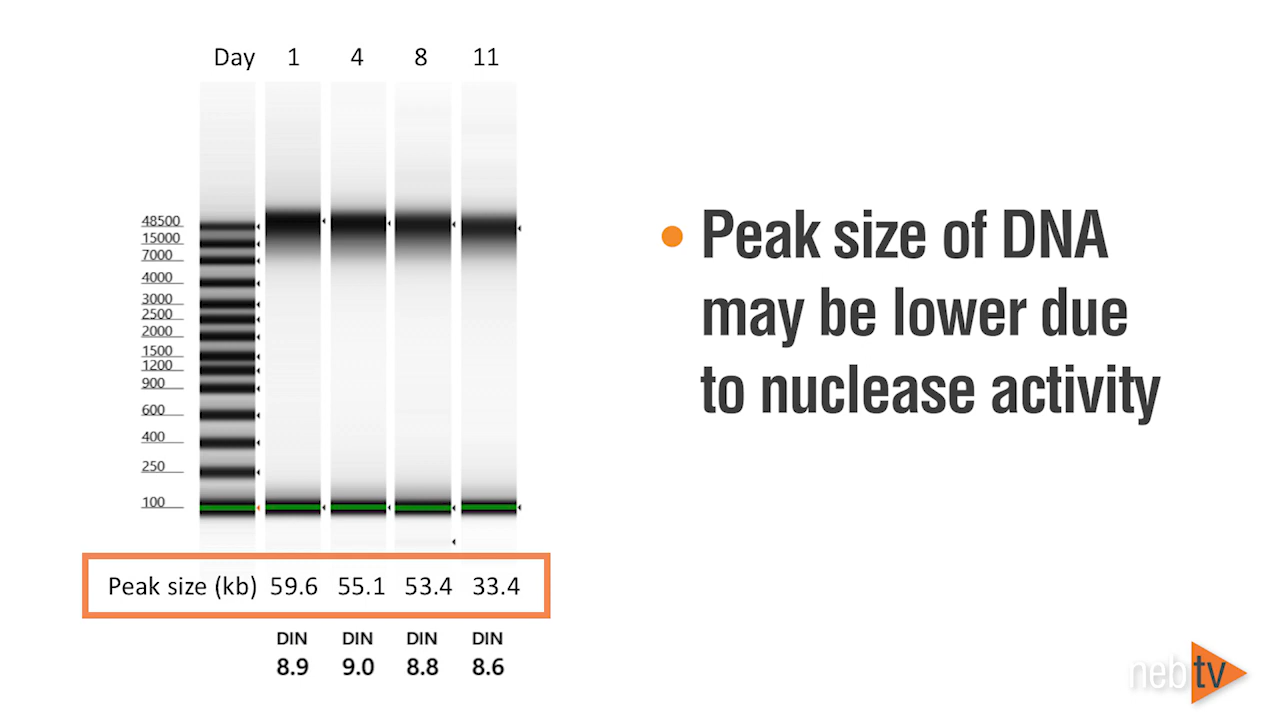 Day 1 4 8 11
48500
15000
7000
4000
3000
2500
2000
1500
1200
900
600
400
250
100
Peak size (kb) 59.6 55.1 53.4 33.4
DIN DIN DIN DIN
8.9 9.0 8.8 8.6
• Peak size of DNA
may be lower due
to nuclease activity
neb tv